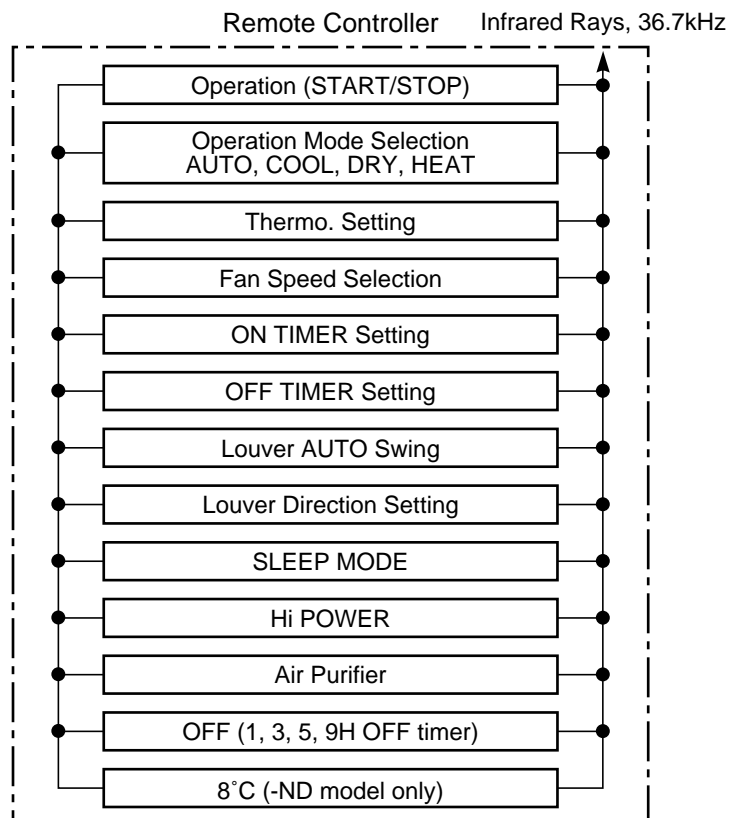 Remote Controller
Infrared Rays, 36.7kHz
Operation (START/STOP)
Operation Mode Selection
AUTO, COOL, DRY, HEAT
Thermo. Setting
Fan Speed Selection
ON TIMER Setting
OFF TIMER Setting
Louver AUTO Swing
Louver Direction Setting
SLEEP MODE
Hi POWER
Air Purifier
OFF (1, 3, 5, 9H OFF timer)
8˚C (-ND model only)